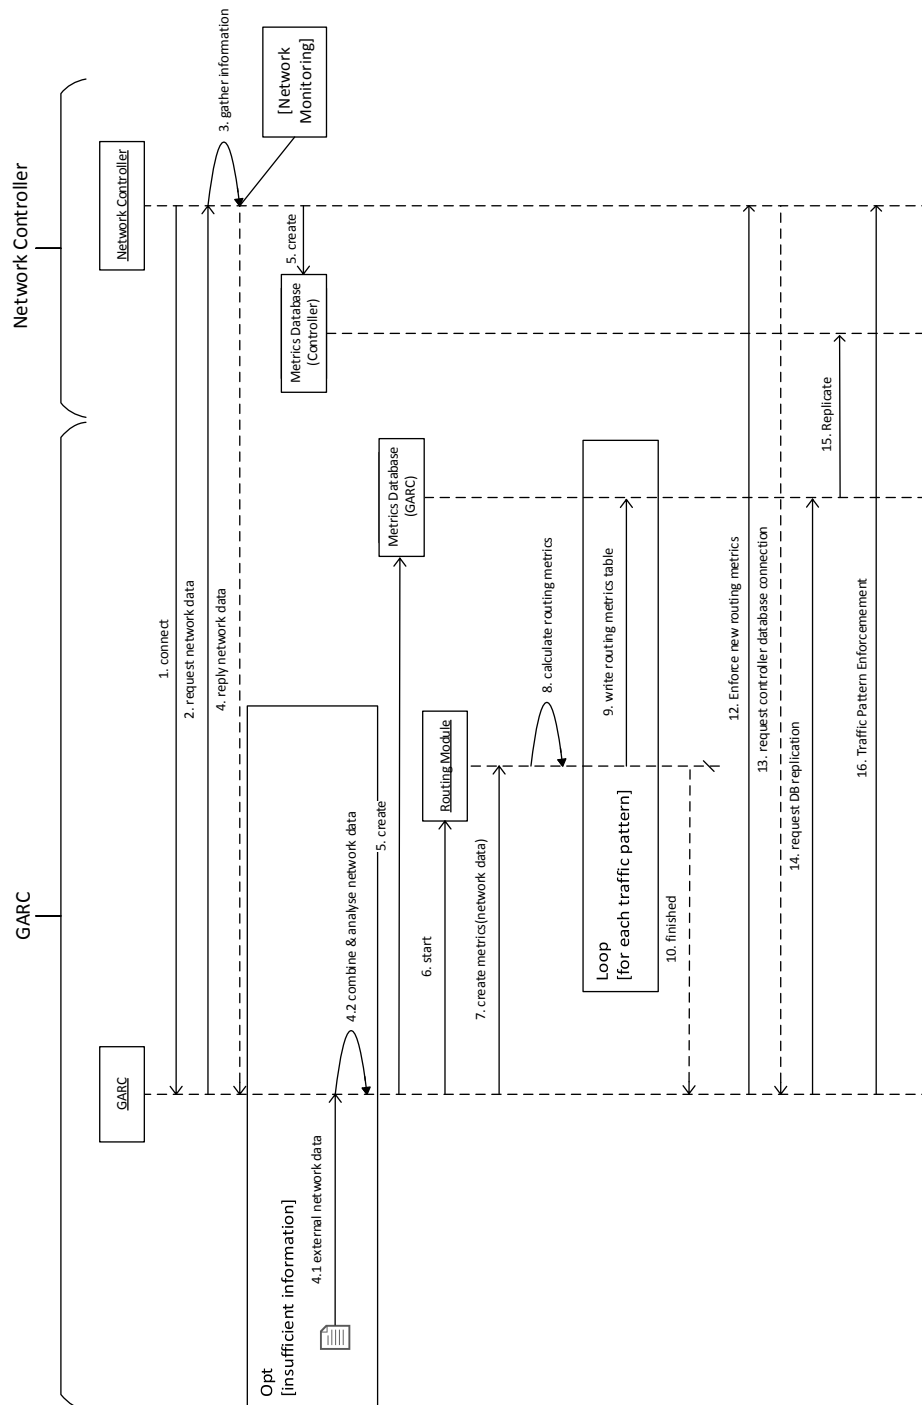 GARC
Network Controller
GARC
Network Controller
1. connect
2. request network data
3. gather information
4. reply network data
[Network
Monitoring]
Opt
[insufficient information]
4.1 external network data
4.2 combine & analyse network data
5. create
Metrics Database
(Controller)
5. create
Metrics Database
(GARC)
6. start
Routing Module
7. create metrics(network data)
8. calculate routing metrics
Loop
[for each traffic pattern]
9. write routing metrics table
10. finished
12. Enforce new routing metrics
13. request controller database connection
14. request DB replication
15. Replicate
16. Traffic Pattern Enforcemement